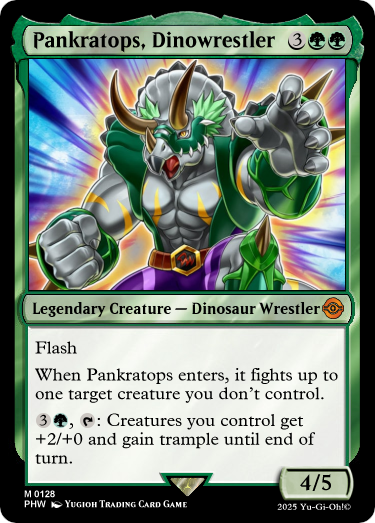 Pankratops, Dinowrestler 3
Legendary Creature — Dinosaur Wrestler
Flash
When Pankratops enters, it fights up to
one target creature you don't control.
3, : Creatures you control get
+2/+0 and gain trample until end of
turn.
4/5
M 0128
PHW Yugioh Trading Card Game
2025 Yu-Gi-Oh!©